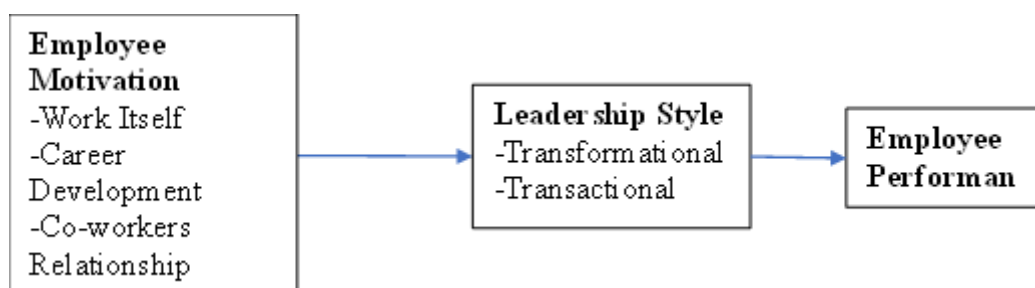 Employee
Motivation
-Work Itself
-Career
Development
-Co-workers
Relationship
Leadership Style
-Transformational
-Transactional
Employee
Performan